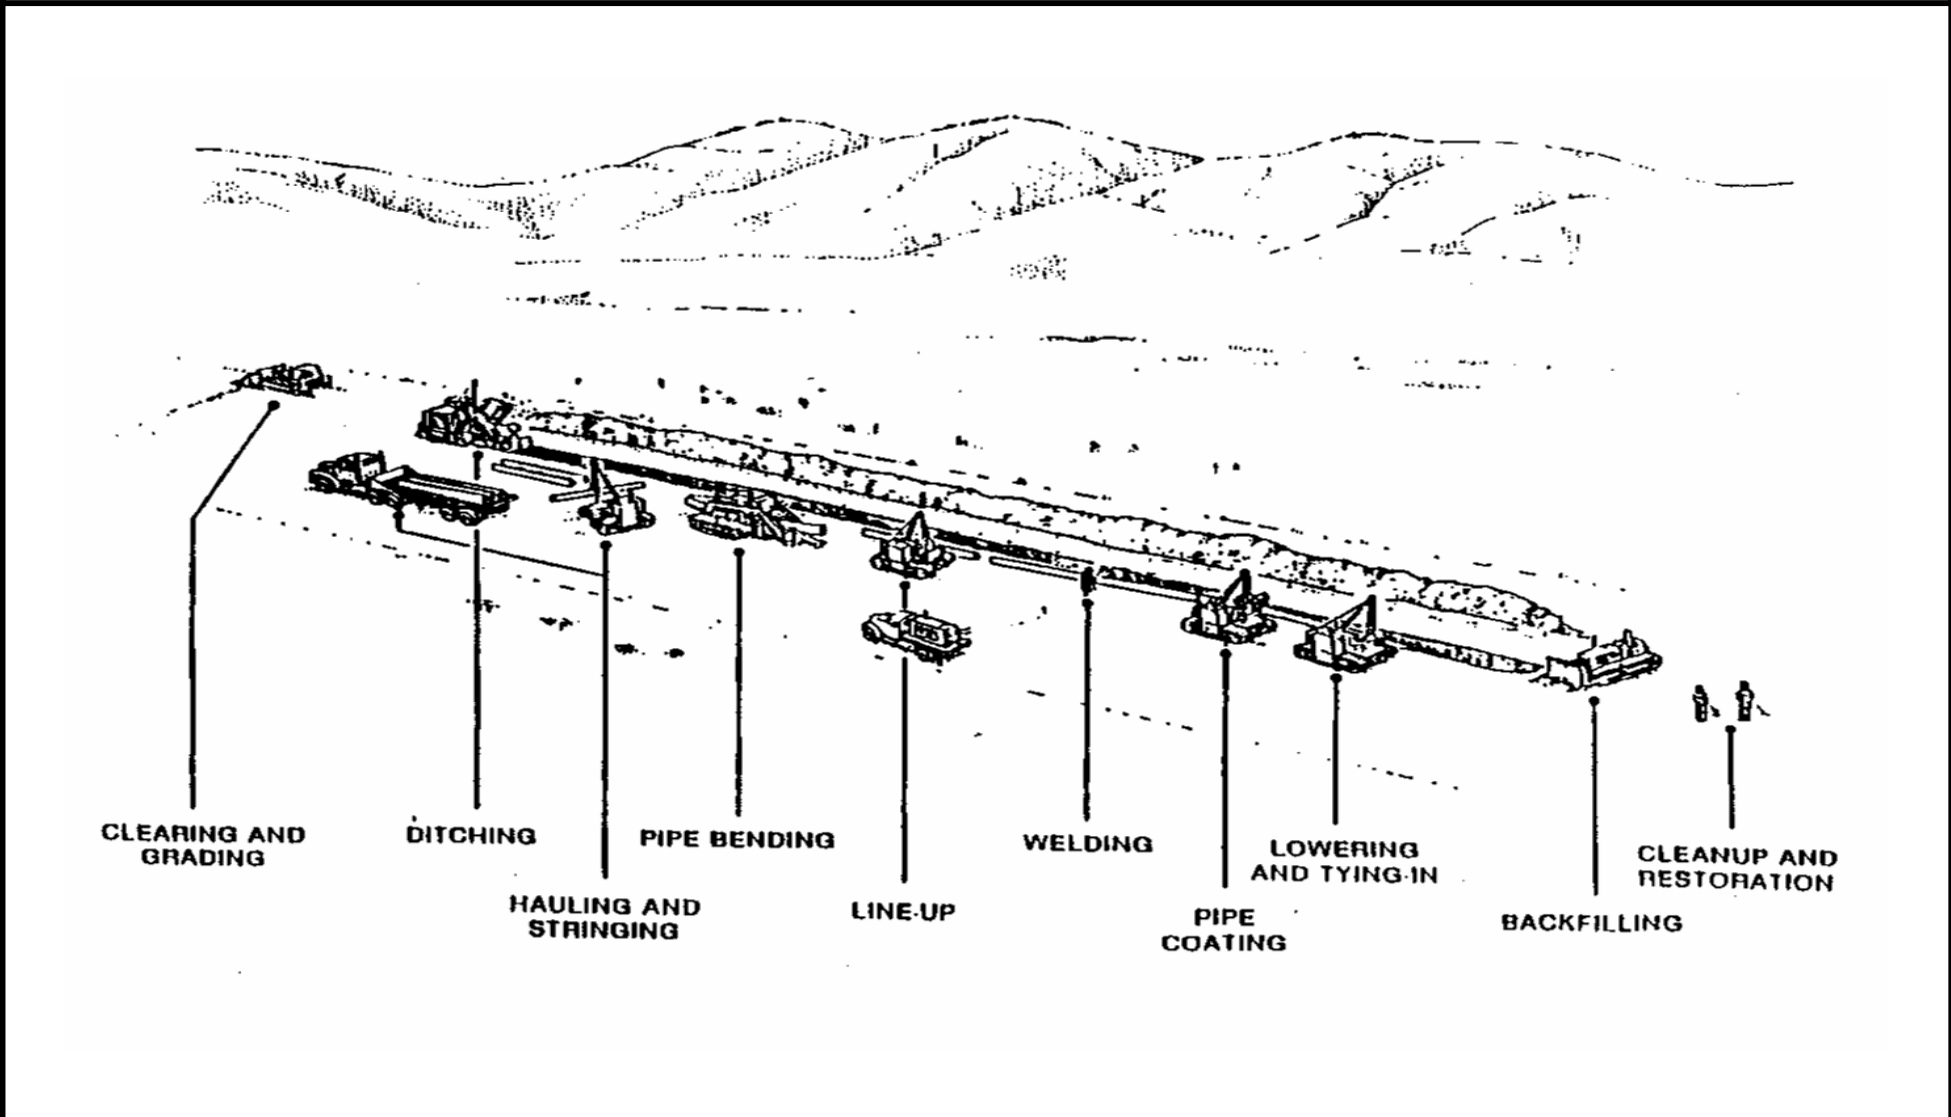 CLEARING AND
GRADING
DITCHING
HAULING AND
STRINGING
PIPE BENDING
LINE-UP
WELDING
PIPE
COATING
LOWERING
AND TYING-IN
BACKFILLING
CLEANUP AND
RESTORATION